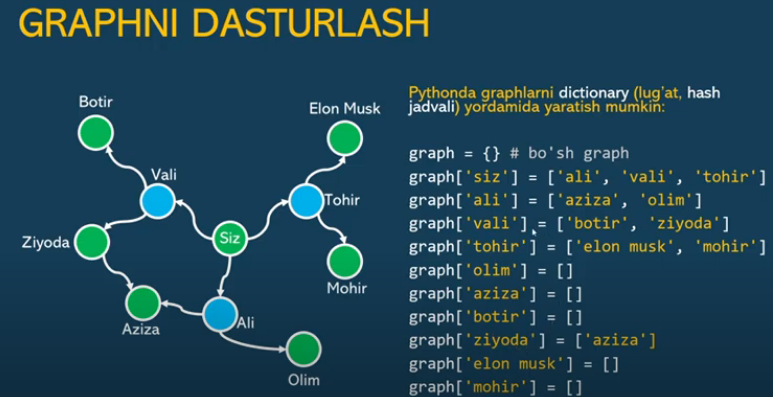 GRAPHNI DASTURLASH
Botir
Elon Musk
Vali
Tohir
Ziyoda
Siz
Mohir
Aziza
Ali
Olim
Pythonda graphlarni dictionary (lug'at, hash
jadvali) yordamida yaratish mumkin:
graph = {} # bo'sh graph
graph['siz'] = ['ali', 'vali', 'tohir']
graph['ali'] = ['aziza', 'olim']
graph['vali'] = ['botir', 'ziyoda']
graph['tohir'] = ['elon musk', 'mohir']
graph['olim'] = []
graph['aziza'] = []
graph['botir'] = []
graph['ziyoda'] = ['aziza']
graph['elon musk'] = []
graph['mohir'] = []